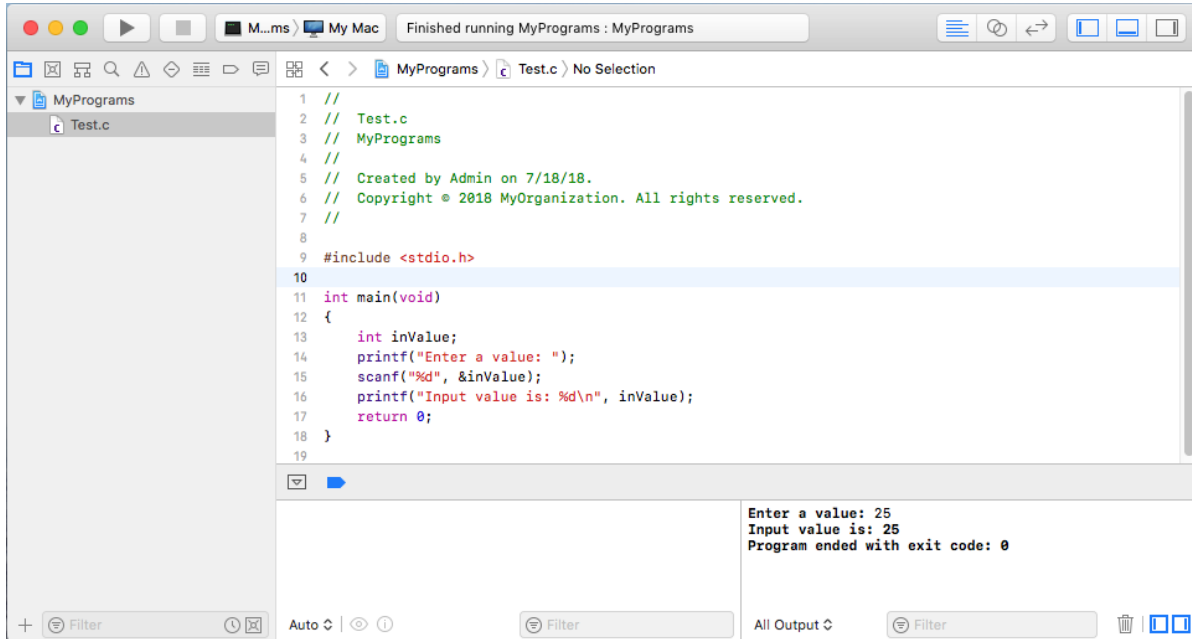 M...ms 〉 My Mac
Finished running MyPrograms : MyPrograms
MyPrograms 〉 Test.c 〉 No Selection
MyPrograms
Test.c
1 //
2 //  Test.c
3 //  MyPrograms
4 //
5 //  Created by Admin on 7/18/18.
6 //  Copyright © 2018 MyOrganization. All rights reserved.
7 //
8
9 #include <stdio.h>
10
11 int main(void)
12 {
13     int inValue;
14     printf("Enter a value: ");
15     scanf("%d", &inValue);
16     printf("Input value is: %d\n", inValue);
17     return 0;
18 }
19
Enter a value: 25
Input value is: 25
Program ended with exit code: 0
Filter
Auto
Filter
All Output
Filter